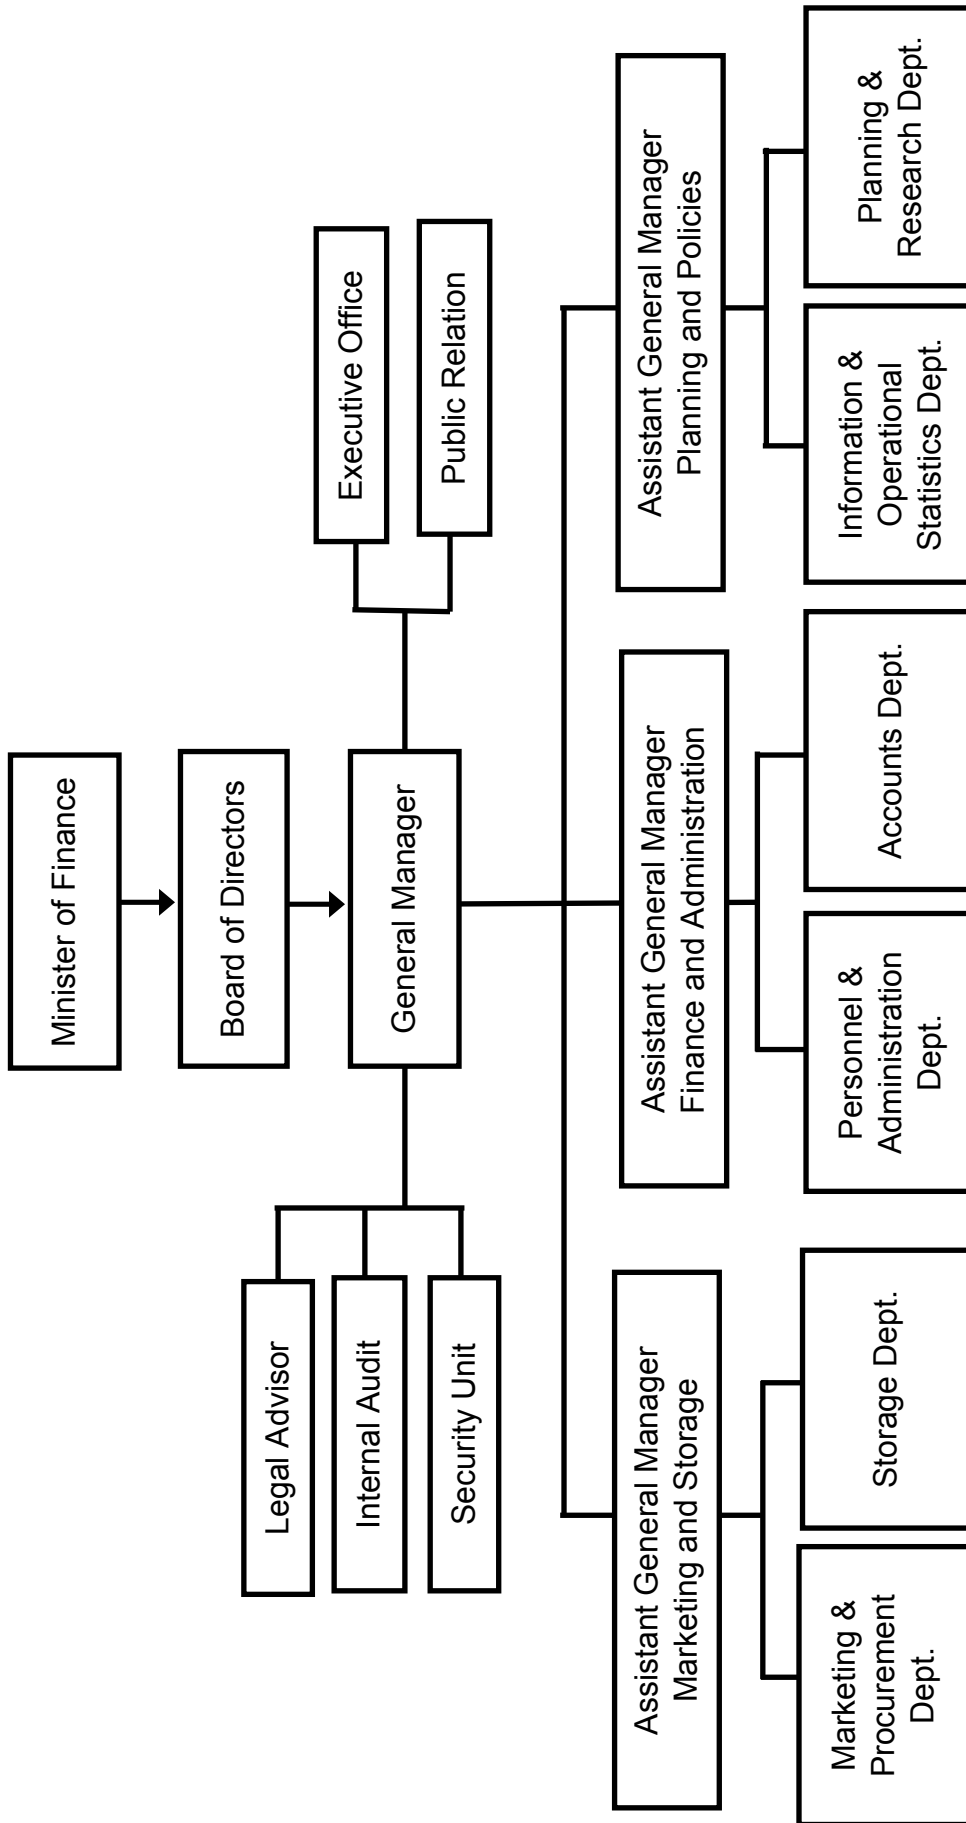 Minister of Finance
Board of Directors
General Manager
Legal Advisor
Internal Audit
Security Unit
Executive Office
Public Relation
Assistant General Manager
Marketing and Storage
Assistant General Manager
Finance and Administration
Assistant General Manager
Planning and Policies
Marketing &
Procurement
Dept.
Storage Dept.
Personnel &
Administration
Dept.
Accounts Dept.
Information &
Operational
Statistics Dept.
Planning &
Research Dept.